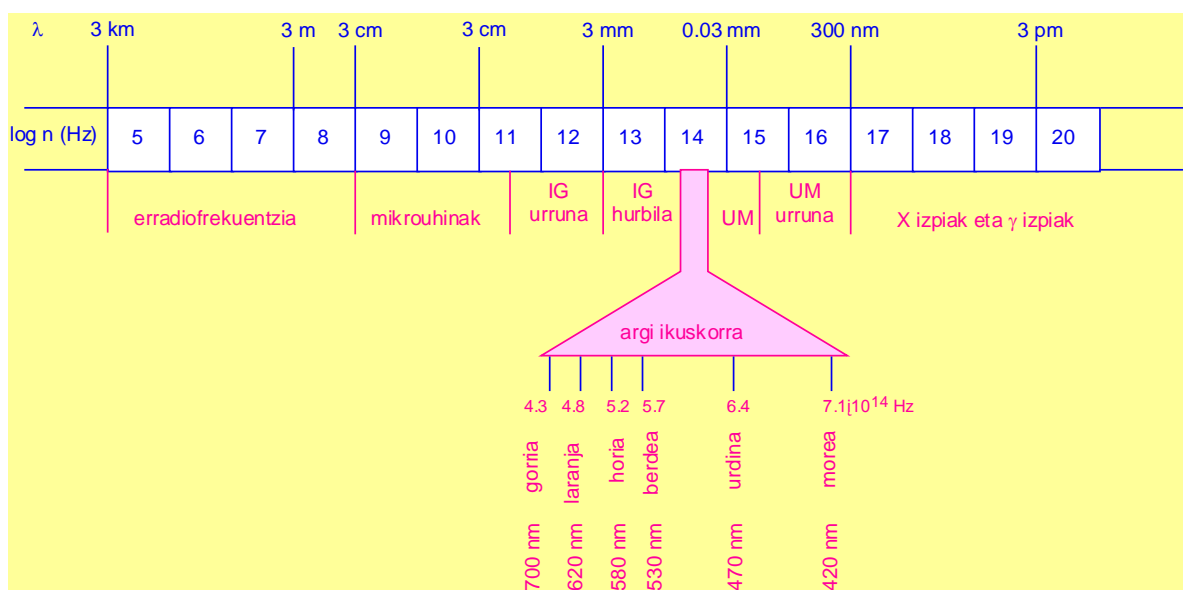 λ 3 km 3 m 3 cm 3 cm 3 mm 0.03 mm 300 nm 3 pm
log n (Hz) 5 6 7 8 9 10 11 12 13 14 15 16 17 18 19 20
erradiofrekuentzia mikrouhinak IG urruna IG hurbila UM UM urruna X izpiak eta γ izpiak
argi ikuskorra
4.3 4.8 5.2 5.7 6.4 7.1¡10¹⁴ Hz
gorria laranja horia berdea urdina morea
700 nm 620 nm 580 nm 530 nm 470 nm 420 nm